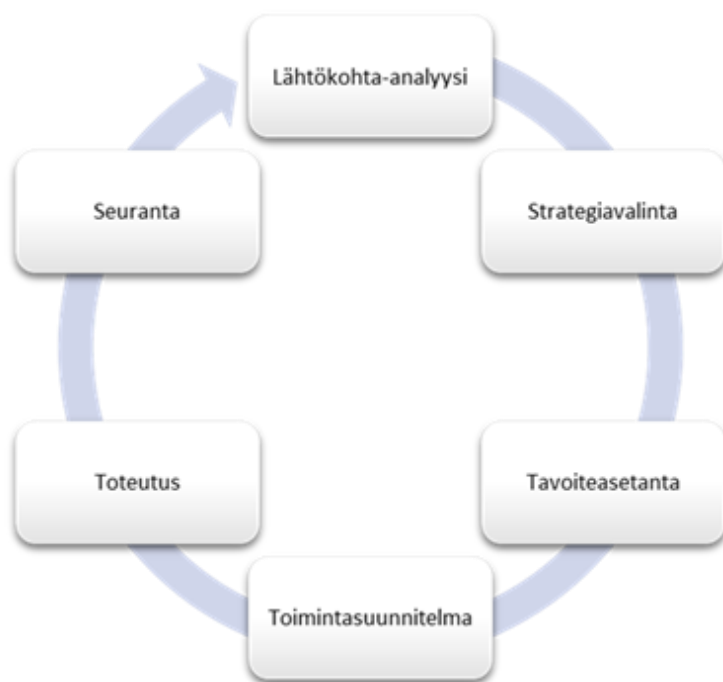 Lähtökohta-analyysi
Strategiavalinta
Tavoiteasetanta
Toimintasuunnitelma
Toteutus
Seuranta